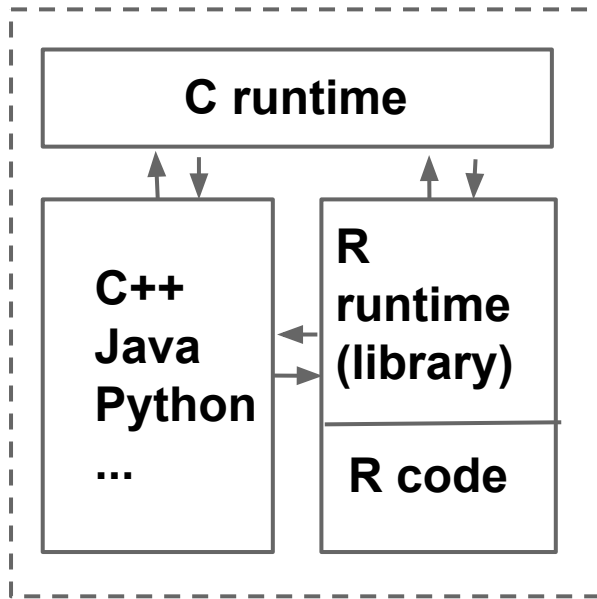 C runtime
C++
Java
Python
...
R
runtime
(library)
R code